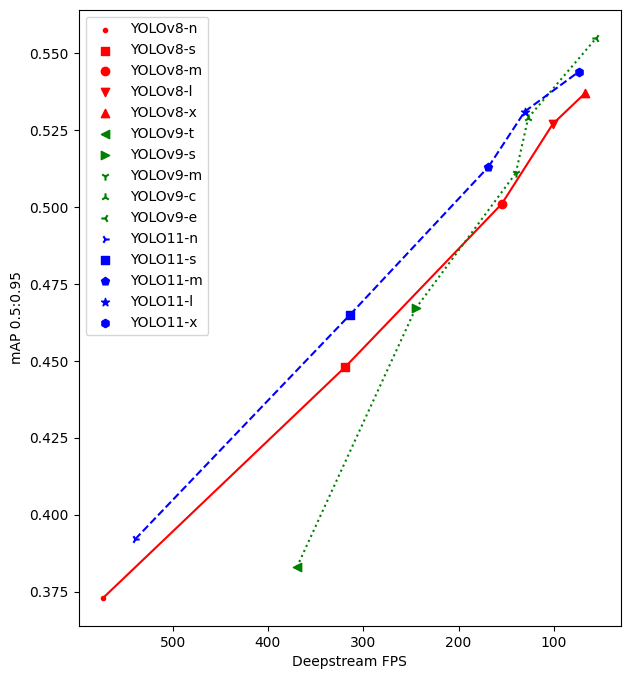 YOLOv8-n
YOLOv8-s
YOLOv8-m
YOLOv8-l
YOLOv8-x
YOLOv9-t
YOLOv9-s
YOLOv9-m
YOLOv9-c
YOLOv9-e
YOLO11-n
YOLO11-s
YOLO11-m
YOLO11-l
YOLO11-x
mAP 0.5:0.95
0.550
0.525
0.500
0.475
0.450
0.425
0.400
0.375
500 400 300 200 100
Deepstream FPS